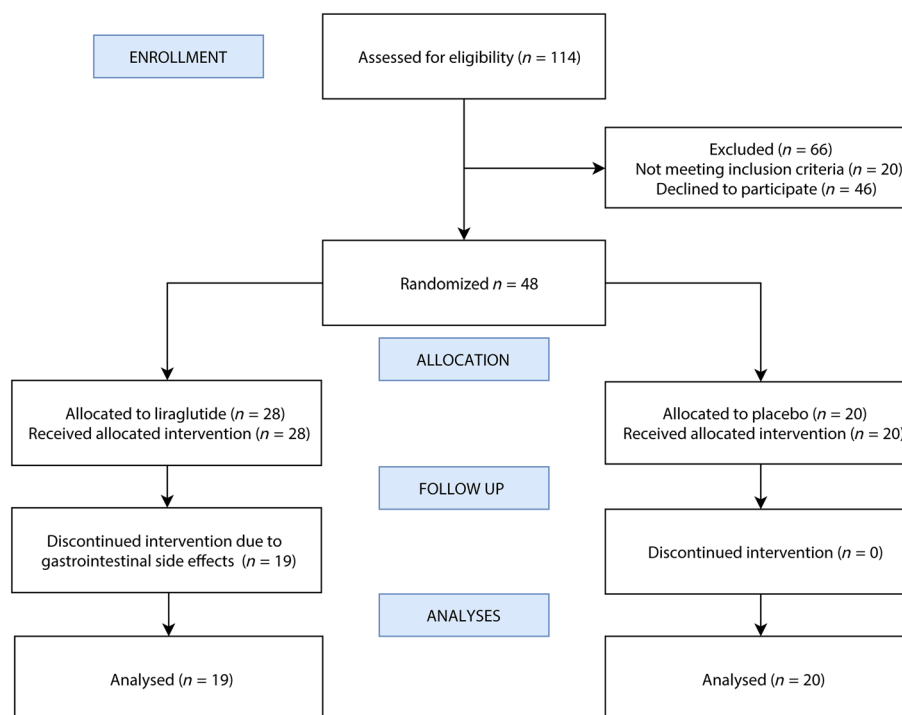 ENROLLMENT
Assessed for eligibility (n = 114)
Excluded (n = 66)
Not meeting inclusion criteria (n = 20)
Declined to participate (n = 46)
Randomized n = 48
ALLOCATION
Allocated to liraglutide (n = 28)
Received allocated intervention (n = 28)
Allocated to placebo (n = 20)
Received allocated intervention (n = 20)
FOLLOW UP
Discontinued intervention due to
gastrointestinal side effects (n = 19)
Discontinued intervention (n = 0)
ANALYSES
Analysed (n = 19)
Analysed (n = 20)